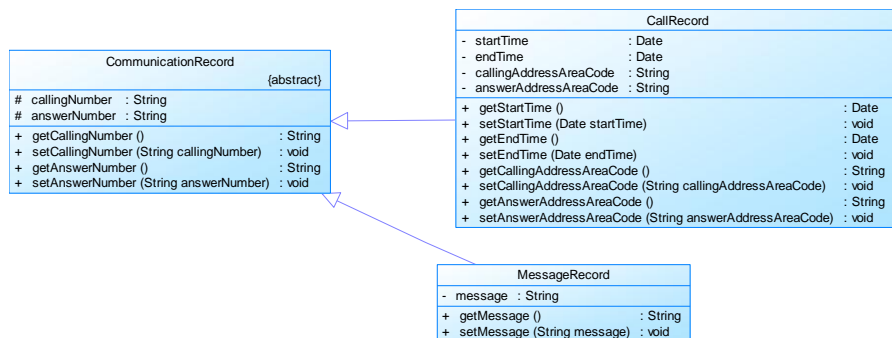 CommunicationRecord
{abstract}
# callingNumber : String
# answerNumber : String
+ getCallingNumber () : String
+ setCallingNumber (String callingNumber) : void
+ getAnswerNumber () : String
+ setAnswerNumber (String answerNumber) : void
CallRecord
- startTime : Date
- endTime : Date
- callingAddressAreaCode : String
- answerAddressAreaCode : String
+ getStartTime () : Date
+ setStartTime (Date startTime) : void
+ getEndTime () : Date
+ setEndTime (Date endTime) : void
+ getCallingAddressAreaCode () : String
+ setCallingAddressAreaCode (String callingAddressAreaCode) : void
+ getAnswerAddressAreaCode () : String
+ setAnswerAddressAreaCode (String answerAddressAreaCode) : void
MessageRecord
- message : String
+ getMessage () : String
+ setMessage (String message) : void